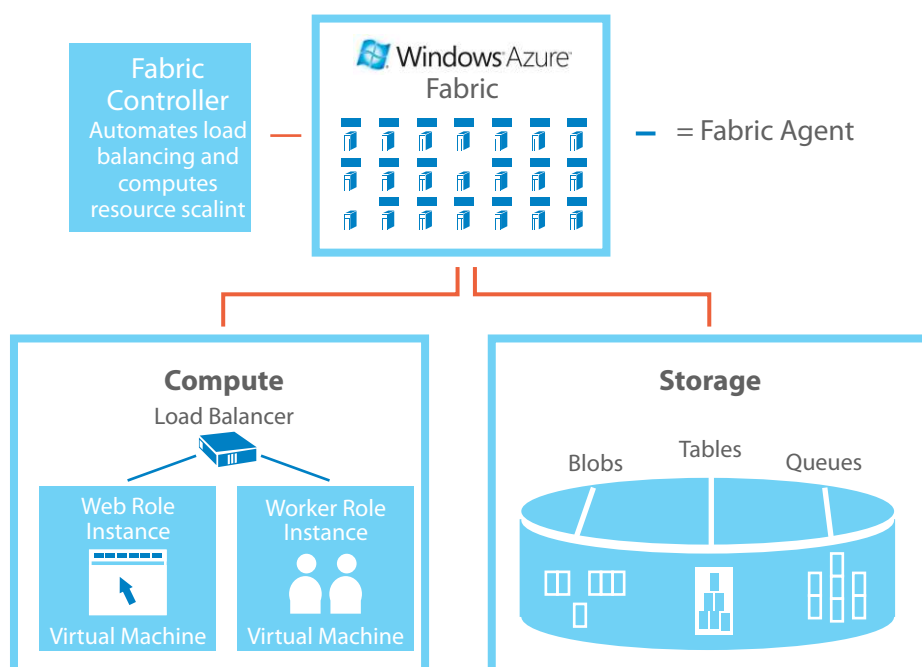 Fabric
Controller
Automates load
balancing and
computes
resource scalint
Windows Azure
Fabric
= Fabric Agent
Compute
Load Balancer
Web Role
Instance
Virtual Machine
Worker Role
Instance
Virtual Machine
Storage
Blobs
Tables
Queues